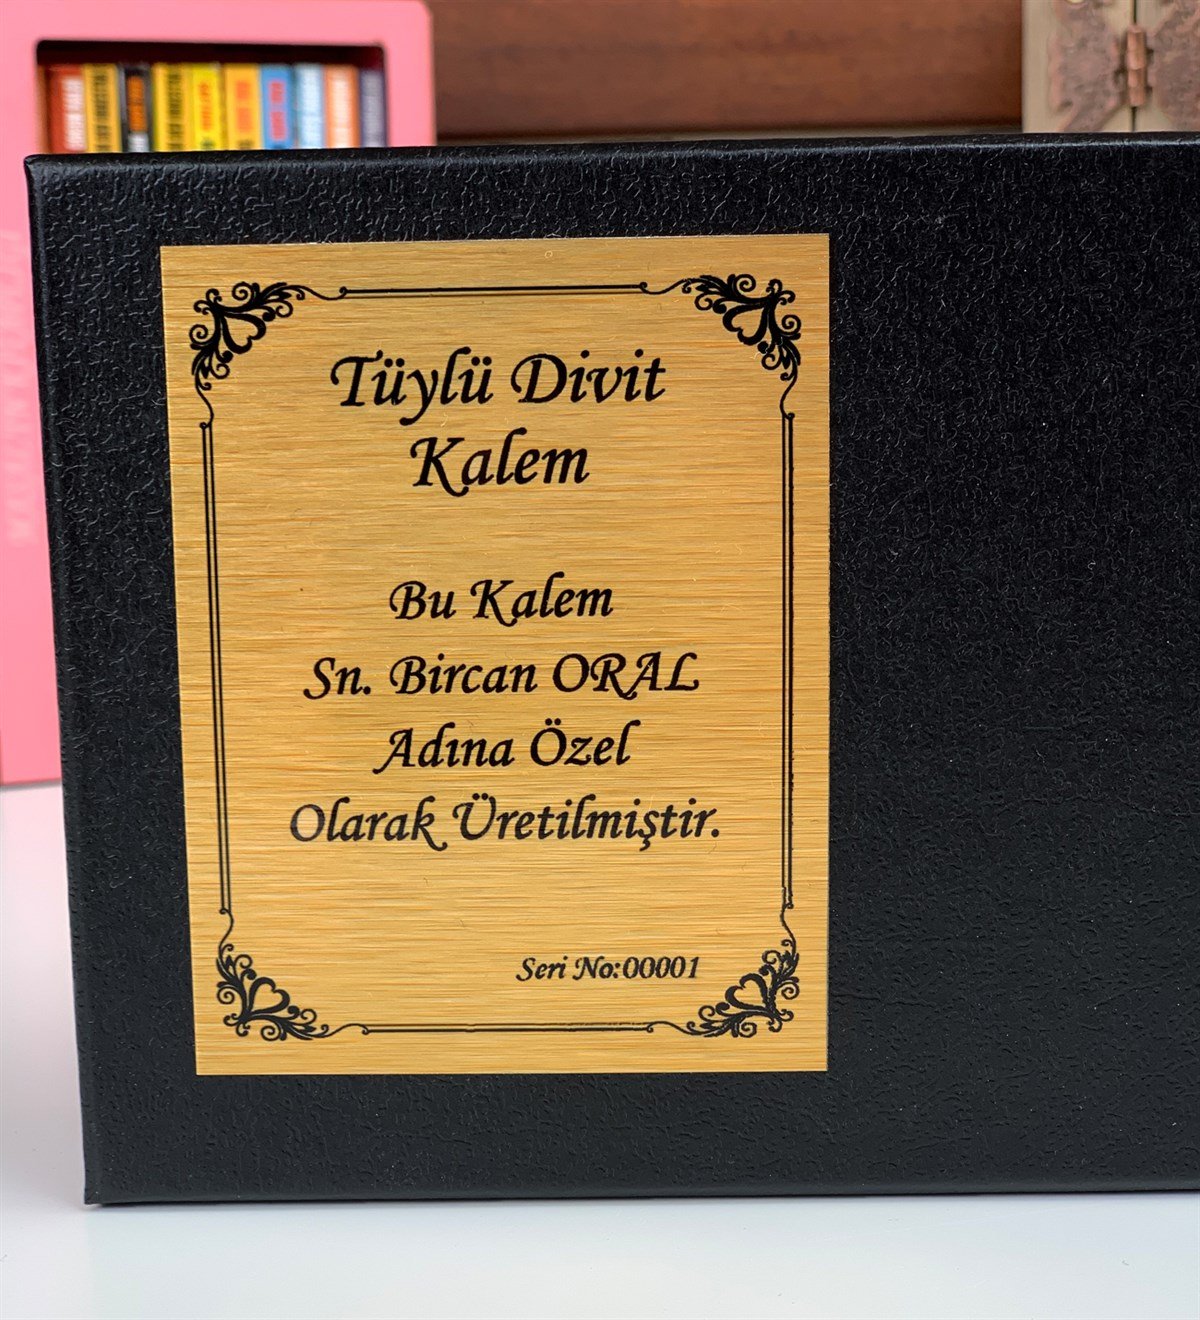 Tüylü Divit
Kalem
Bu Kalem
Sn. Bircan ORAL
Adına Özel
Olarak Üretilmiştir.
Seri No:00001